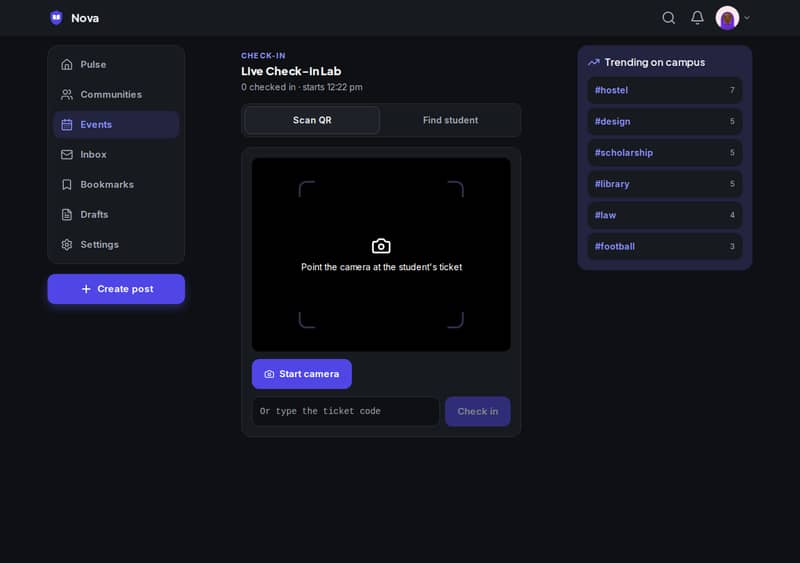 Nova
Pulse
Communities
Events
Inbox
Bookmarks
Drafts
Settings
Create post
CHECK-IN
Live Check-In Lab
0 checked in · starts 12:22 pm
Scan QR
Find student
Point the camera at the student's ticket
Start camera
Or type the ticket code
Check in
Trending on campus
#hostel 7
#design 5
#scholarship 5
#library 5
#law 4
#football 3